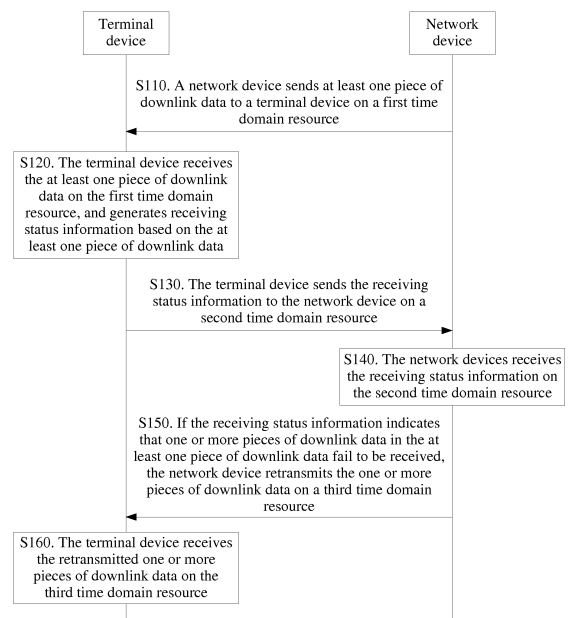 Terminal
device
Network
device
S110. A network device sends at least one piece of
downlink data to a terminal device on a first time
domain resource
S120. The terminal device receives
the at least one piece of downlink
data on the first time domain
resource, and generates receiving
status information based on the at
least one piece of downlink data
S130. The terminal device sends the receiving
status information to the network device on a
second time domain resource
S140. The network devices receives
the receiving status information on
the second time domain resource
S150. If the receiving status information indicates
that one or more pieces of downlink data in the at
least one piece of downlink data fail to be received,
the network device retransmits the one or more
pieces of downlink data on a third time domain
resource
S160. The terminal device receives
the retransmitted one or more
pieces of downlink data on the
third time domain resource